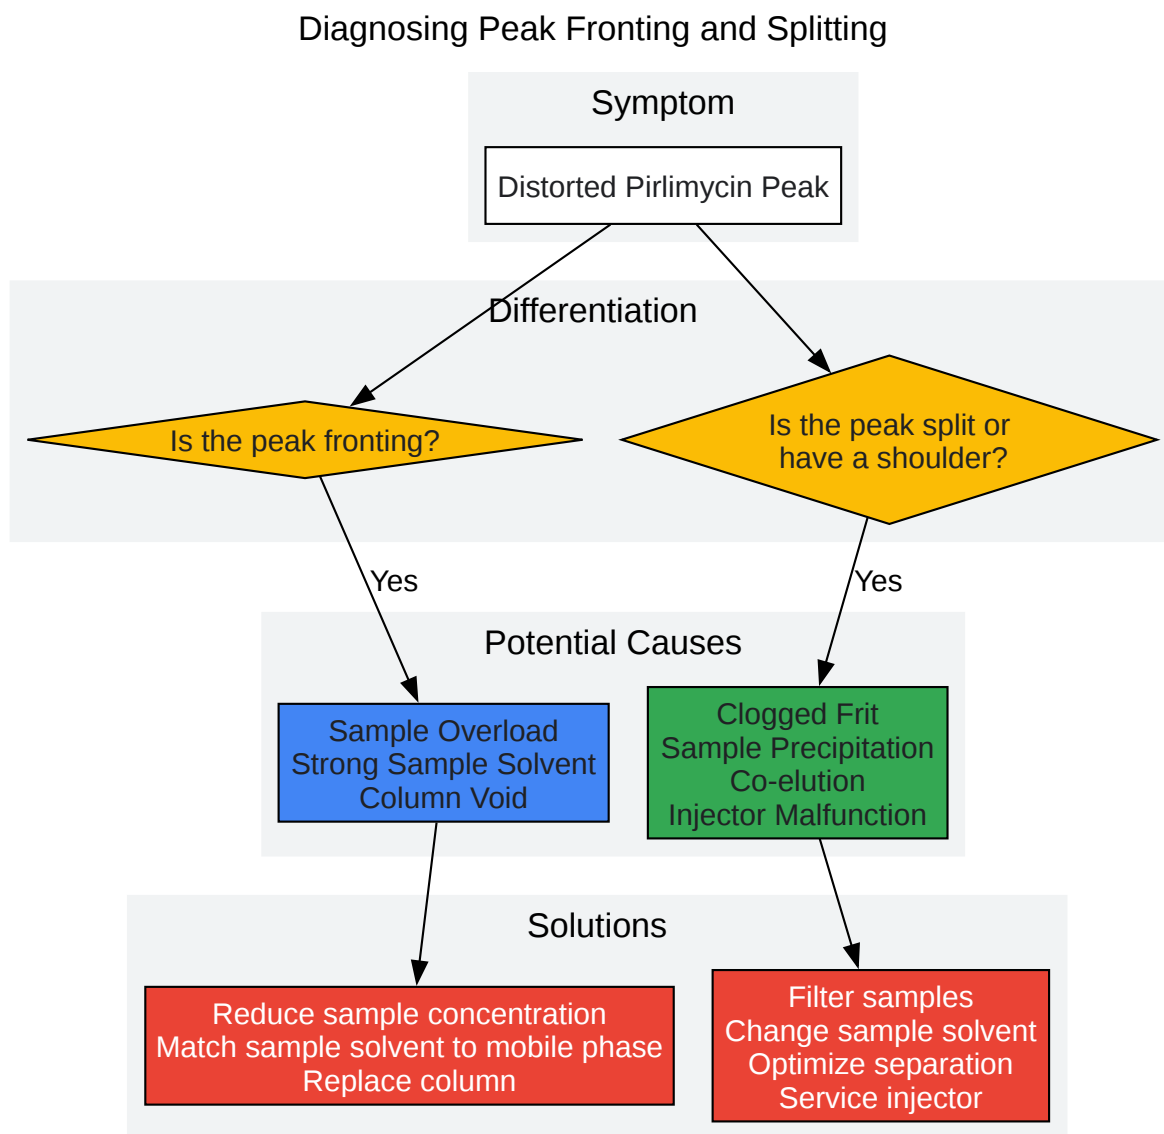 Diagnosing Peak Fronting and Splitting
Symptom
Distorted Pirlimycin Peak
Differentiation
Is the peak fronting?
Is the peak split or
have a shoulder?
Yes
Yes
Potential Causes
Sample Overload
Strong Sample Solvent
Column Void
Clogged Frit
Sample Precipitation
Co-elution
Injector Malfunction
Solutions
Reduce sample concentration
Match sample solvent to mobile phase
Replace column
Filter samples
Change sample solvent
Optimize separation
Service injector